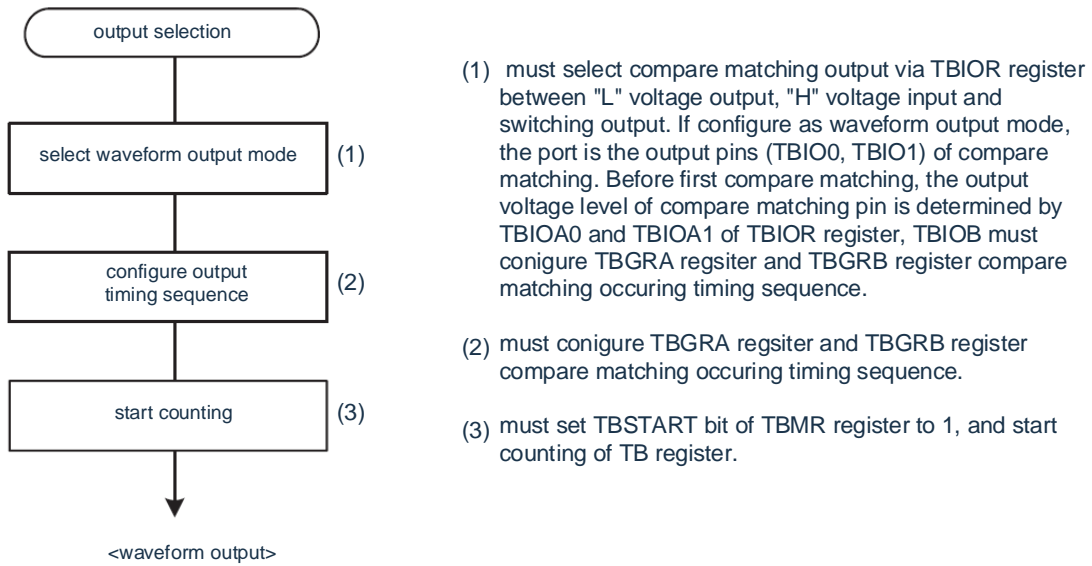 output selection
select waveform output mode
(1)
configure output
timing sequence
(2)
start counting
(3)
<waveform output>
(1) must select compare matching output via TBIOR register
between "L" voltage output, "H" voltage input and
switching output. If configure as waveform output mode,
the port is the output pins (TBIO0, TBIO1) of compare
matching. Before first compare matching, the output
voltage level of compare matching pin is determined by
TBIOA0 and TBIOA1 of TBIOR register, TBIOB must
conigure TBGRA regsiter and TBGRB register compare
matching occuring timing sequence.
(2) must conigure TBGRA regsiter and TBGRB register
compare matching occuring timing sequence.
(3) must set TBSTART bit of TBMR register to 1, and start
counting of TB register.